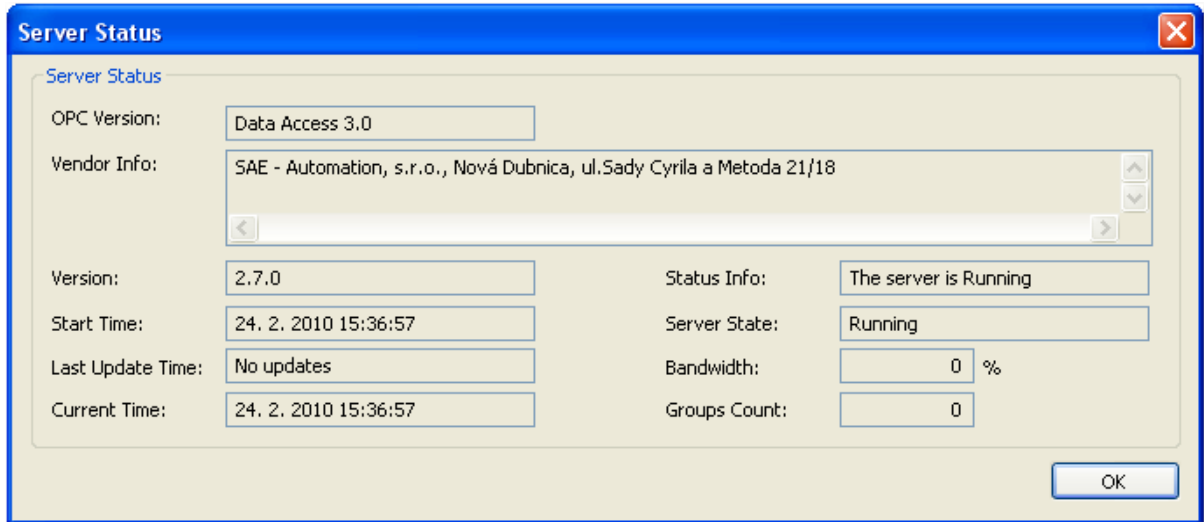 Server Status
Server Status
OPC Version: Data Access 3.0
Vendor Info: SAE - Automation, s.r.o., Nová Dubnica, ul.Sady Cyrila a Metoda 21/18
Version: 2.7.0 Status Info: The server is Running
Start Time: 24. 2. 2010 15:36:57 Server State: Running
Last Update Time: No updates Bandwidth: 0 %
Current Time: 24. 2. 2010 15:36:57 Groups Count: 0
OK